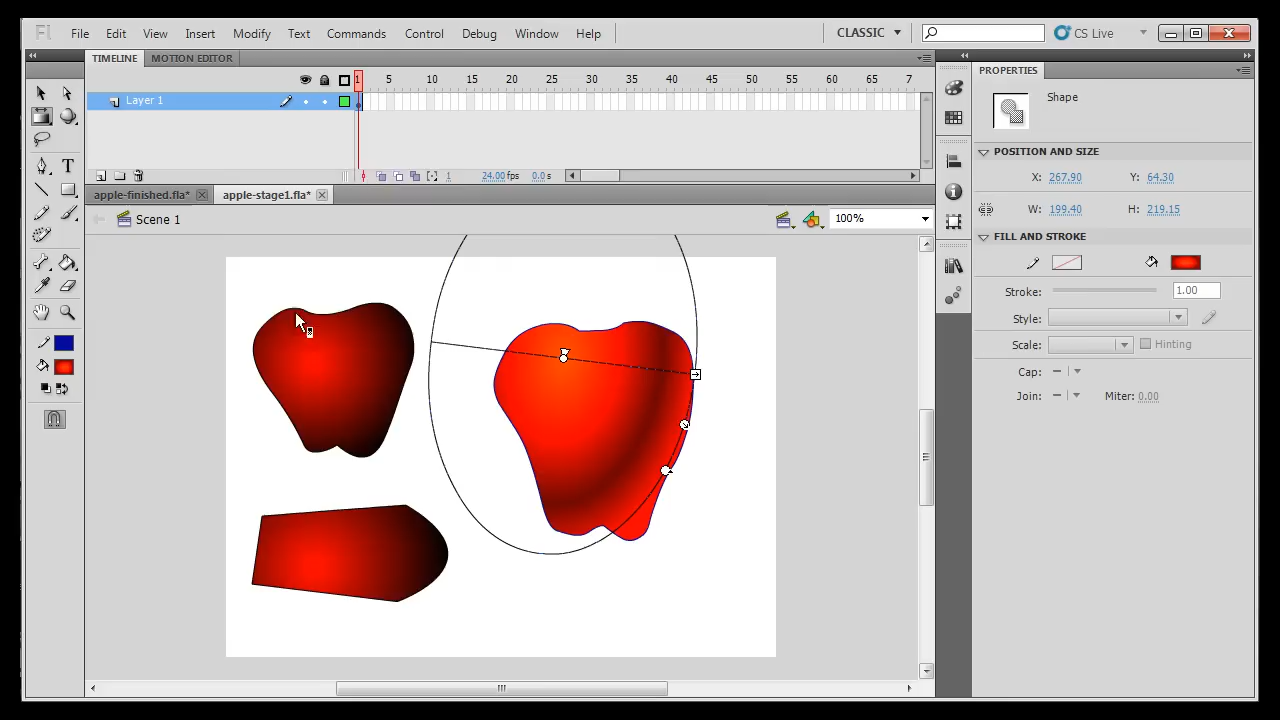 Fl File Edit View Insert Modify Text Commands Control Debug Window Help CLASSIC CS Live
TIMELINE MOTION EDITOR
1 5 10 15 20 25 30 35 40 45 50 55 60 65 7
Layer 1
1 24.00 fps 0.0 s
apple-finished.fla* apple-stage1.fla*
Scene 1 100%
PROPERTIES
Shape
POSITION AND SIZE
X: 267.90 Y: 64.30
W: 199.40 H: 219.15
FILL AND STROKE
Stroke: 1.00
Style:
Scale: Hinting
Cap:
Join: Miter: 0.00